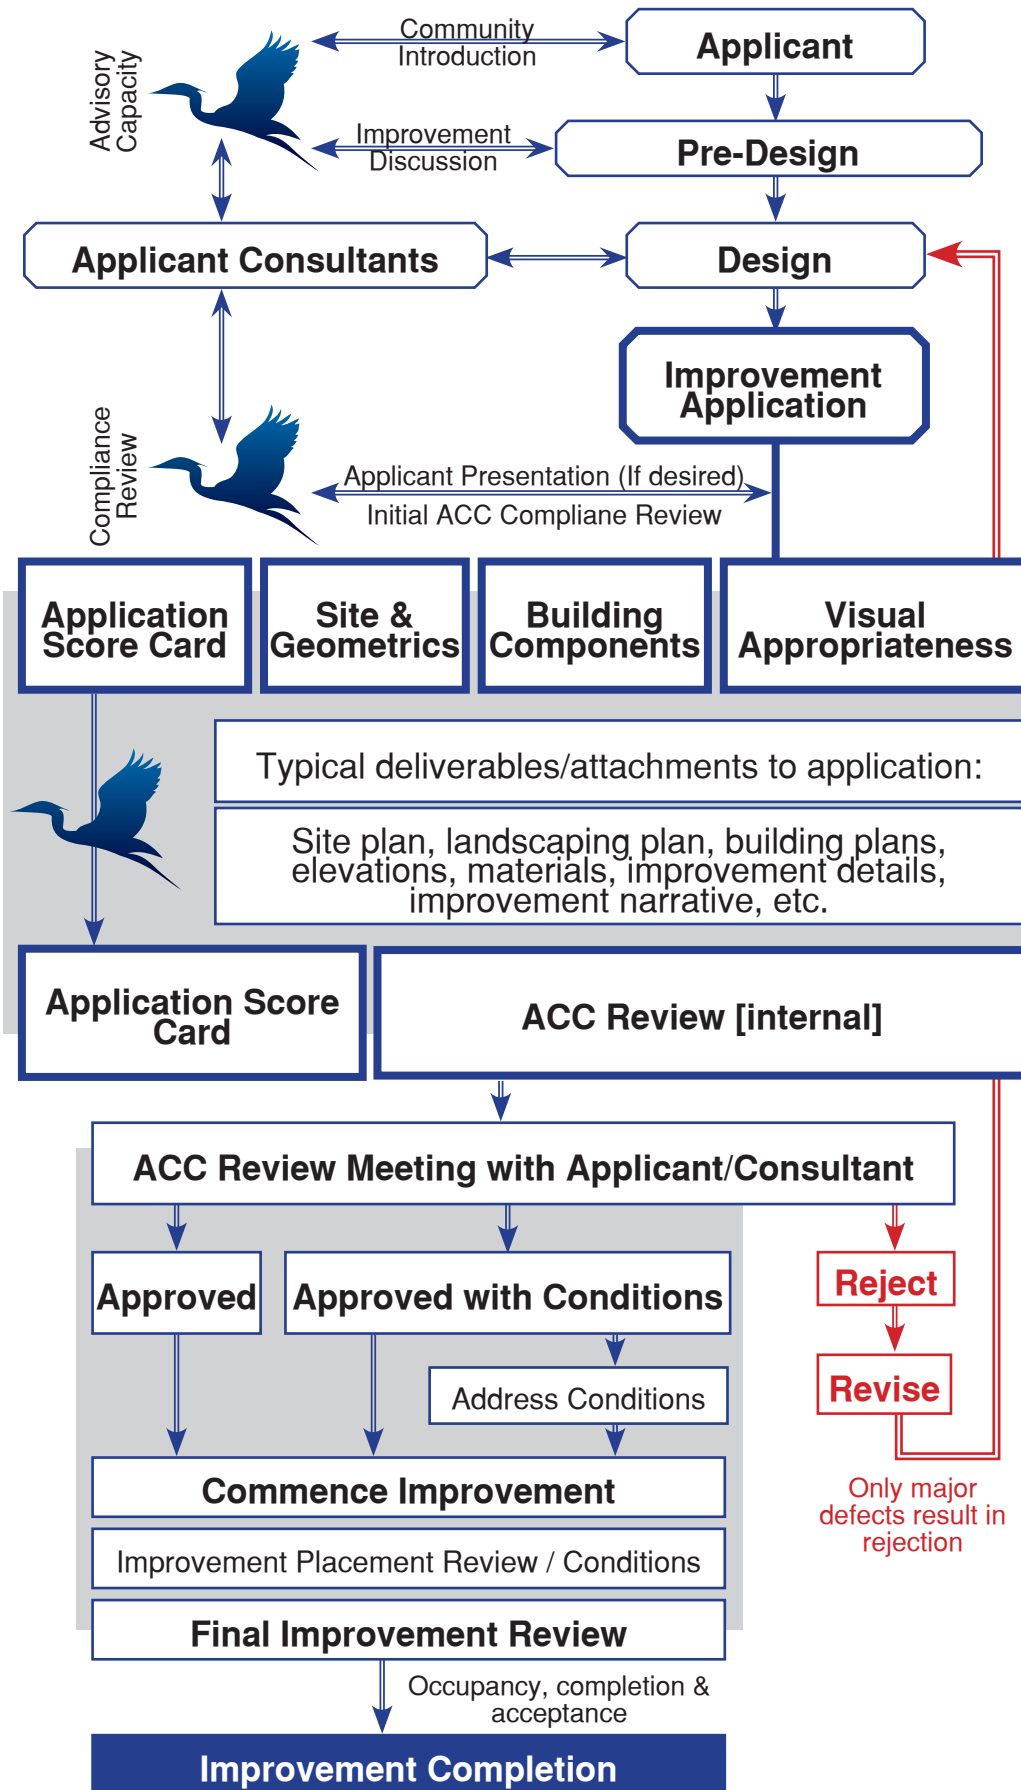 Community
Introduction
Applicant
Advisory
Capacity
Improvement
Discussion
Pre-Design
Applicant Consultants
Design
Improvement
Application
Compliance
Review
Applicant Presentation (If desired)
Initial ACC Compliane Review
Application
Score Card
Site &
Geometrics
Building
Components
Visual
Appropriateness
Typical deliverables/attachments to application:
Site plan, landscaping plan, building plans,
elevations, materials, improvement details,
improvement narrative, etc.
Application Score
Card
ACC Review [internal]
ACC Review Meeting with Applicant/Consultant
Approved
Approved with Conditions
Reject
Address Conditions
Revise
Commence Improvement
Only major
defects result in
rejection
Improvement Placement Review / Conditions
Final Improvement Review
Occupancy, completion &
acceptance
Improvement Completion